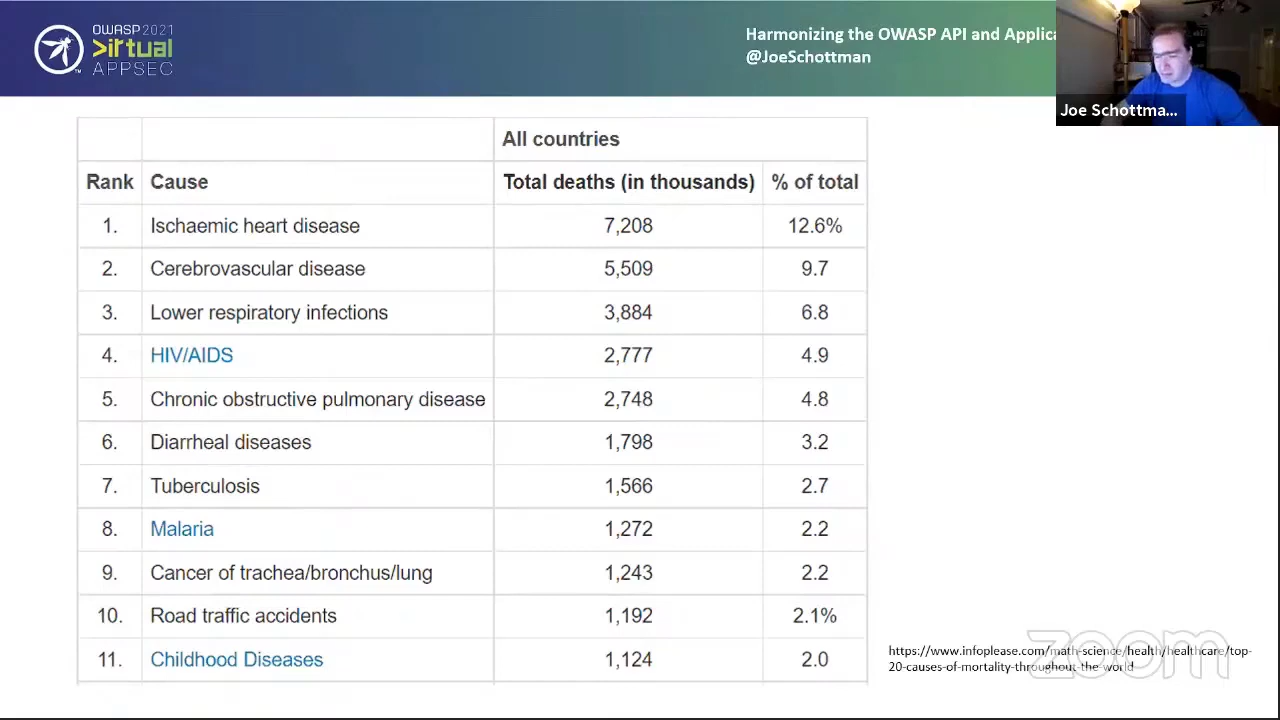 OWASP 2021
>irtual
APPSEC
TM
Harmonizing the OWASP API and Applica
@JoeSchottman
Joe Schottma...
All countries
Rank Cause Total deaths (in thousands) % of total
1. Ischaemic heart disease 7,208 12.6%
2. Cerebrovascular disease 5,509 9.7
3. Lower respiratory infections 3,884 6.8
4. HIV/AIDS 2,777 4.9
5. Chronic obstructive pulmonary disease 2,748 4.8
6. Diarrheal diseases 1,798 3.2
7. Tuberculosis 1,566 2.7
8. Malaria 1,272 2.2
9. Cancer of trachea/bronchus/lung 1,243 2.2
10. Road traffic accidents 1,192 2.1%
11. Childhood Diseases 1,124 2.0
https://www.infoplease.com/math-science/health/healthcare/top-
20-causes-of-mortality-throughout-the-world
zoom